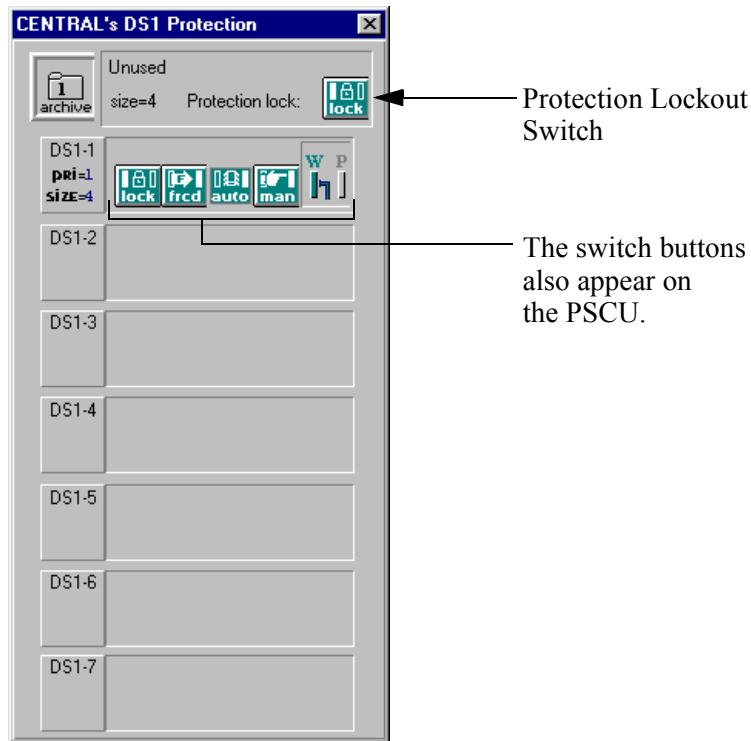 CENTRAL's DS1 Protection
1
archive
Unused
size=4 Protection lock:
lock
Protection Lockout
Switch
DS1-1
pri=1
size=4
lock frcd auto man
W P
The switch buttons
also appear on
the PSCU.
DS1-2
DS1-3
DS1-4
DS1-5
DS1-6
DS1-7